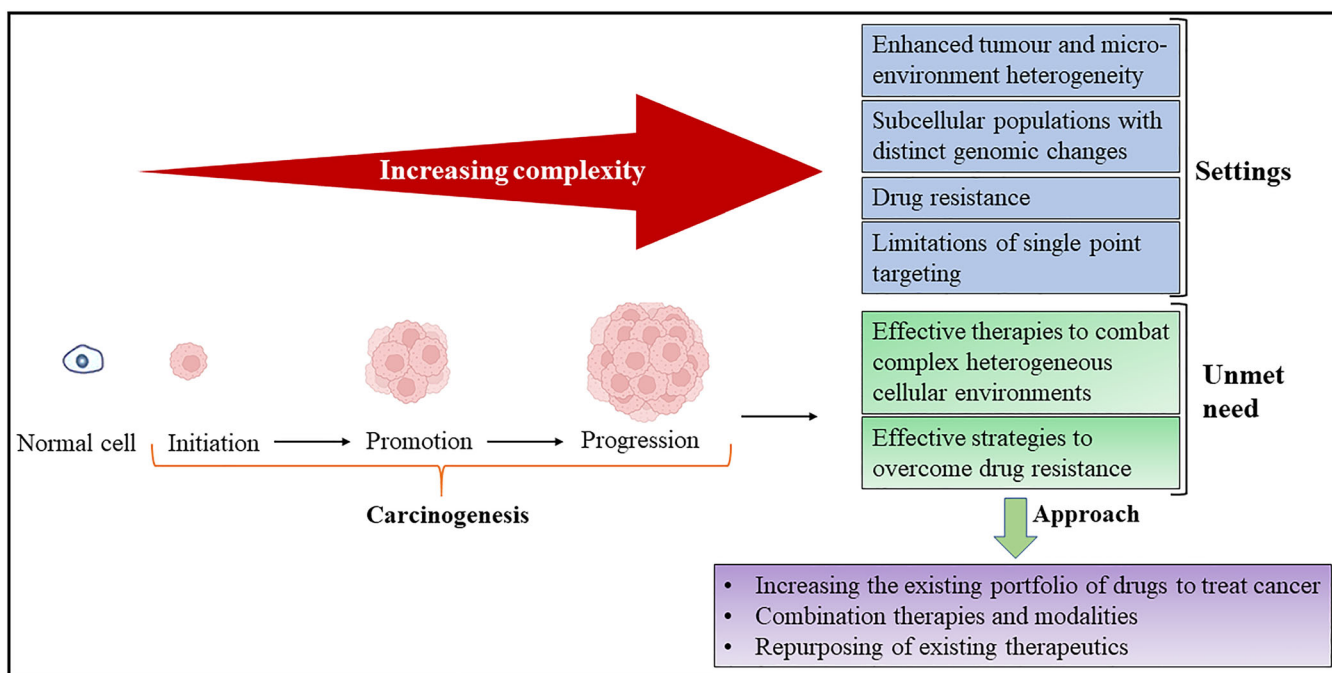 Increasing complexity
Enhanced tumour and micro-
environment heterogeneity
Subcellular populations with
distinct genomic changes
Drug resistance
Limitations of single point
targeting
Settings
Normal cell
Initiation
Promotion
Progression
Carcinogenesis
Effective therapies to combat
complex heterogeneous
cellular environments
Effective strategies to
overcome drug resistance
Unmet
need
Approach
• Increasing the existing portfolio of drugs to treat cancer
• Combination therapies and modalities
• Repurposing of existing therapeutics